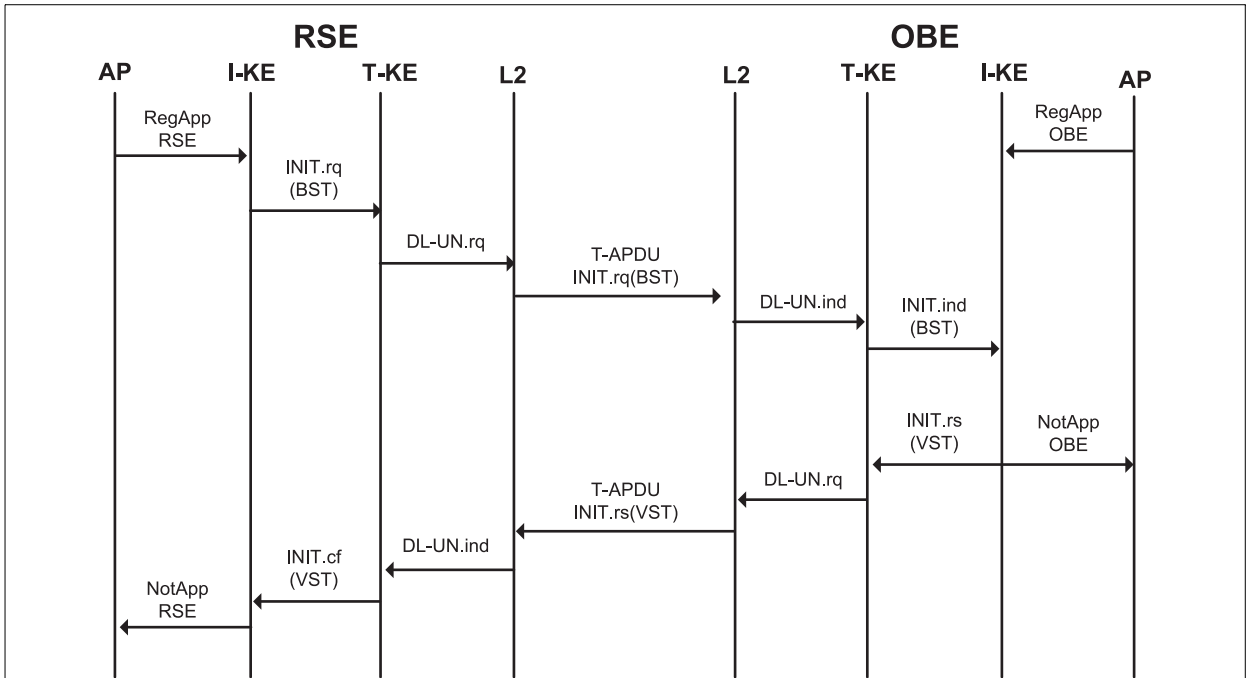 RSE
OBE
AP
I-KE
T-KE
L2
L2
T-KE
I-KE
AP
RegApp
RSE
RegApp
OBE
INIT.rq
(BST)
DL-UN.rq
T-APDU
INIT.rq(BST)
DL-UN.ind
INIT.ind
(BST)
INIT.rs
(VST)
NotApp
OBE
DL-UN.rq
T-APDU
INIT.rs(VST)
DL-UN.ind
INIT.cf
(VST)
NotApp
RSE